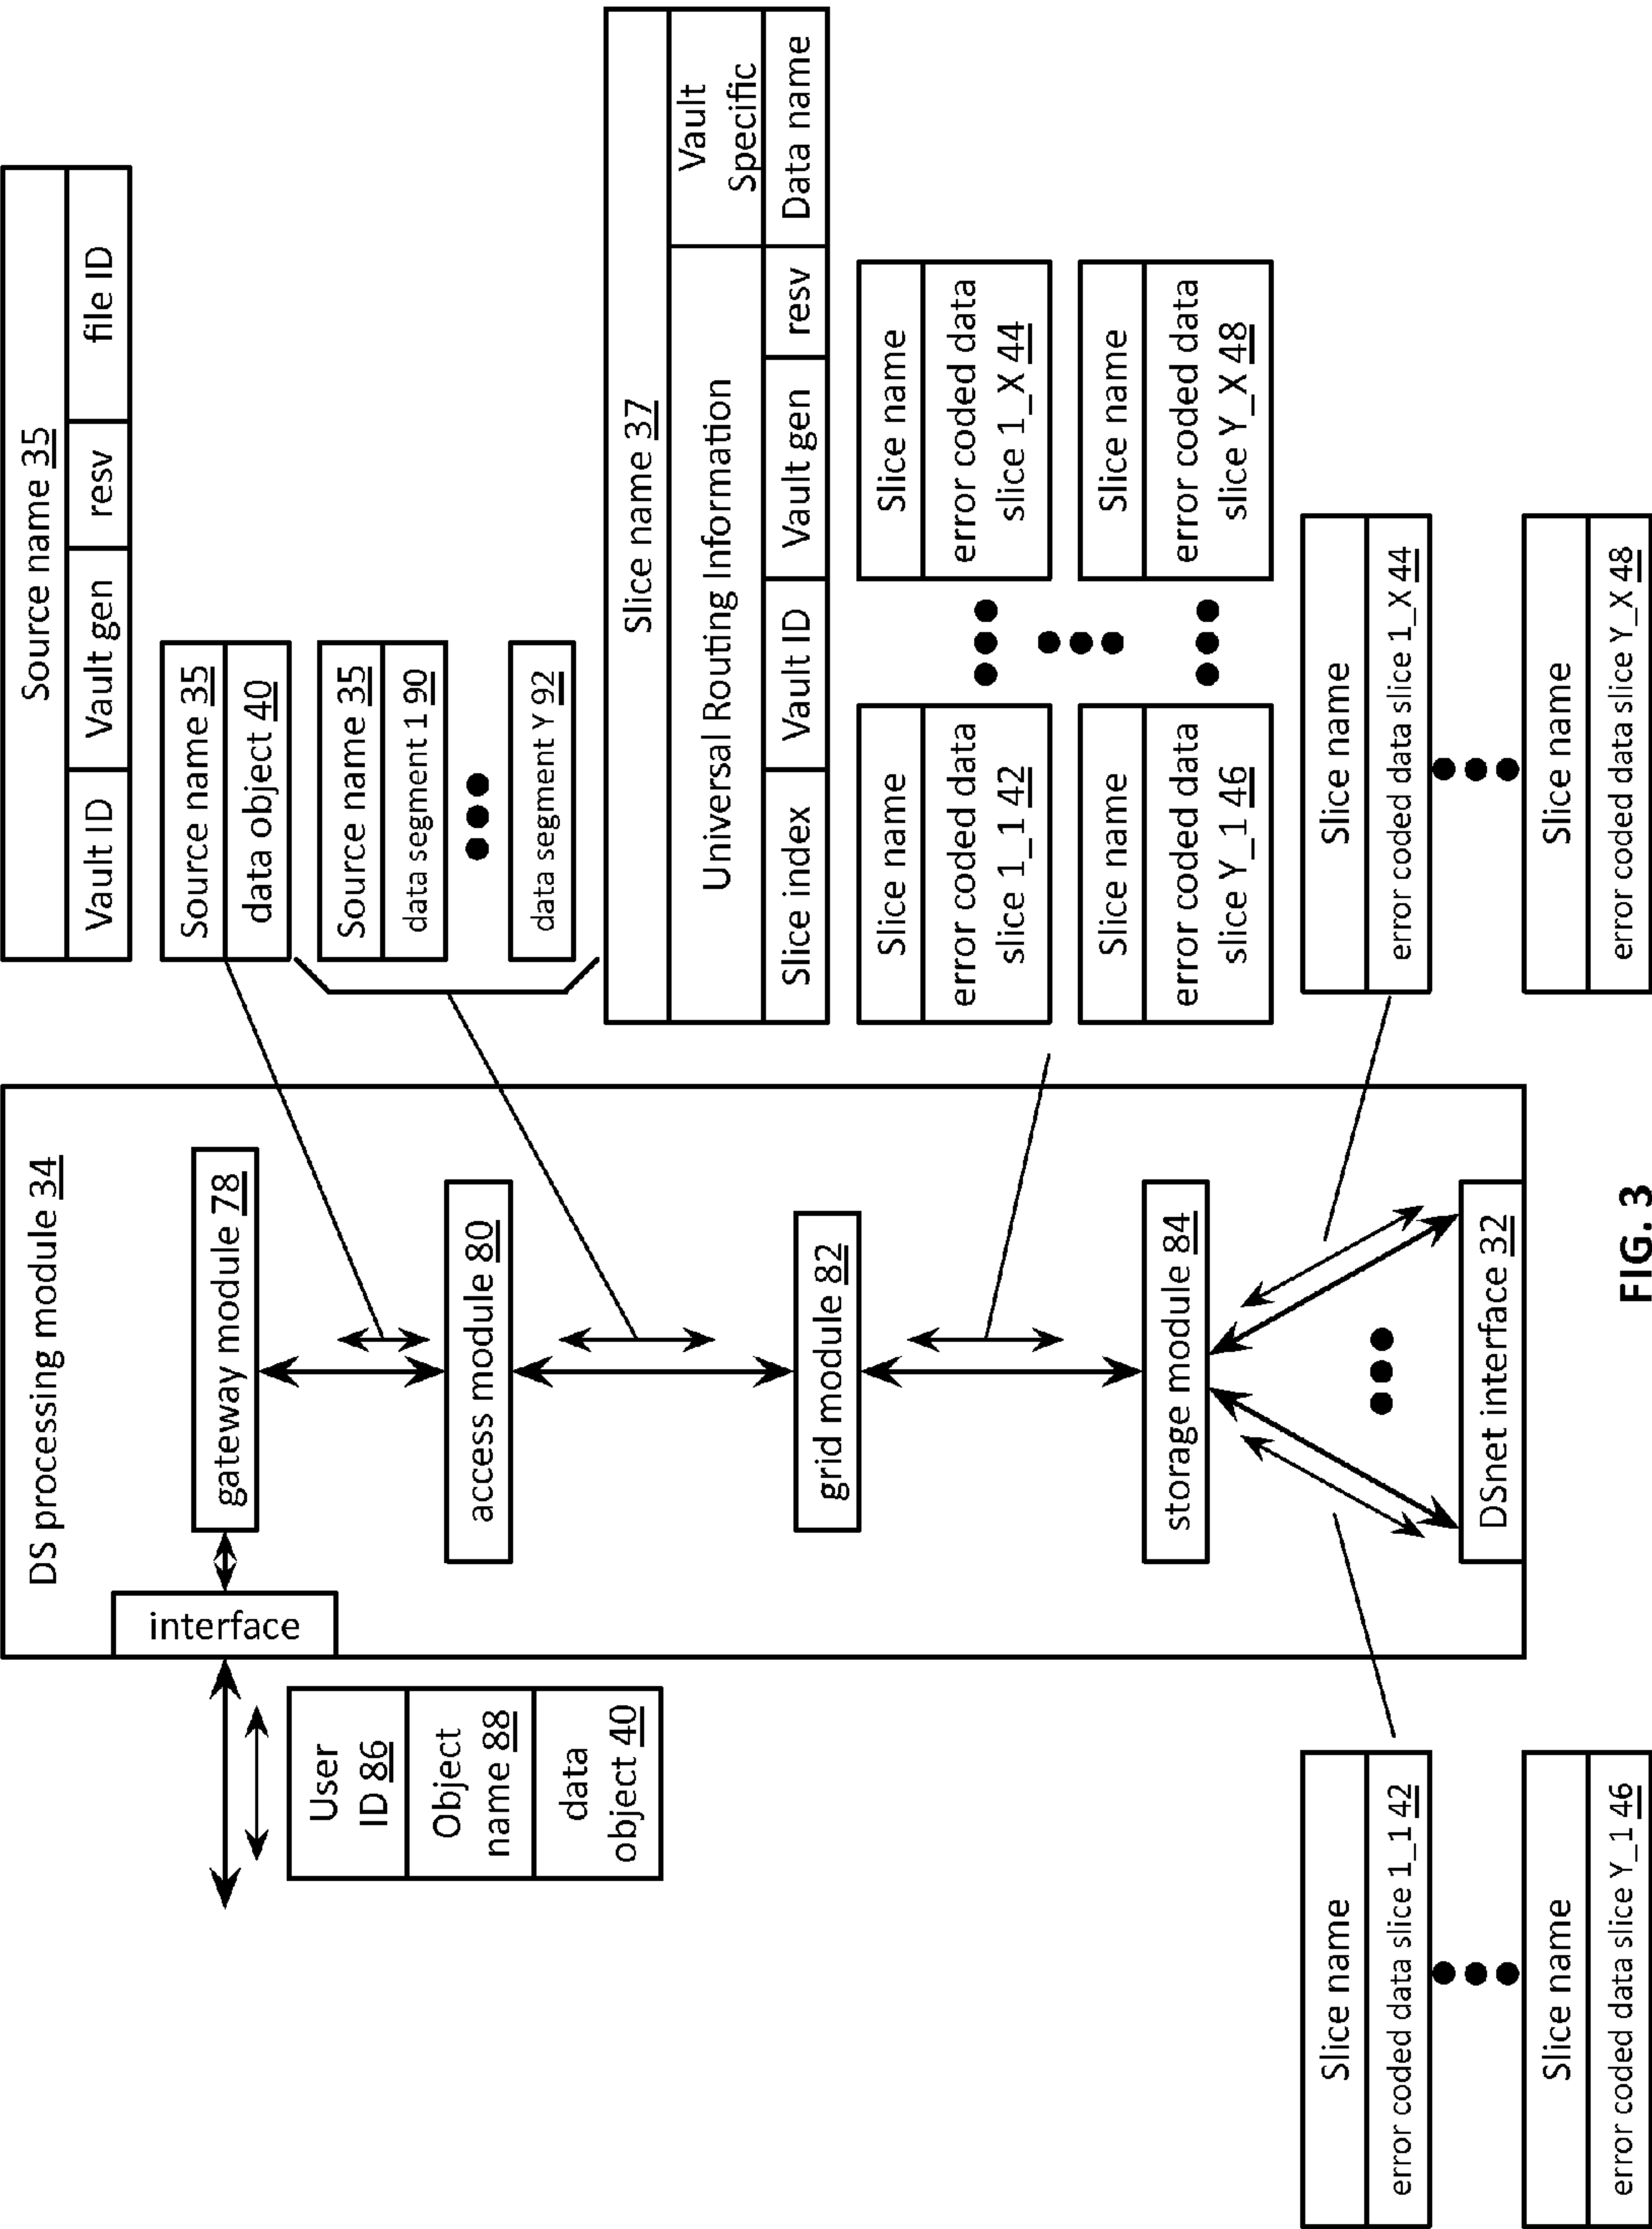 DS processing module 34
interface
gateway module 78
access module 80
grid module 82
storage module 84
DSnet interface 32
User
ID 86
Object
name 88
data
object 40
Source name 35
Vault ID
Vault gen
resv
file ID
Source name 35
data object 40
Source name 35
data segment 1 90
data segment Y 92
Slice name 37
Universal Routing Information
Vault
Specific
Slice index
Vault ID
Vault gen
resv
Data name
Slice name
error coded data
slice 1_1 42
Slice name
error coded data
slice 1_X 44
Slice name
error coded data
slice Y_1 46
Slice name
error coded data
slice Y_X 48
Slice name
error coded data slice 1_1 42
Slice name
error coded data slice Y_1 46
Slice name
error coded data slice 1_X 44
Slice name
error coded data slice Y_X 48
FIG. 3